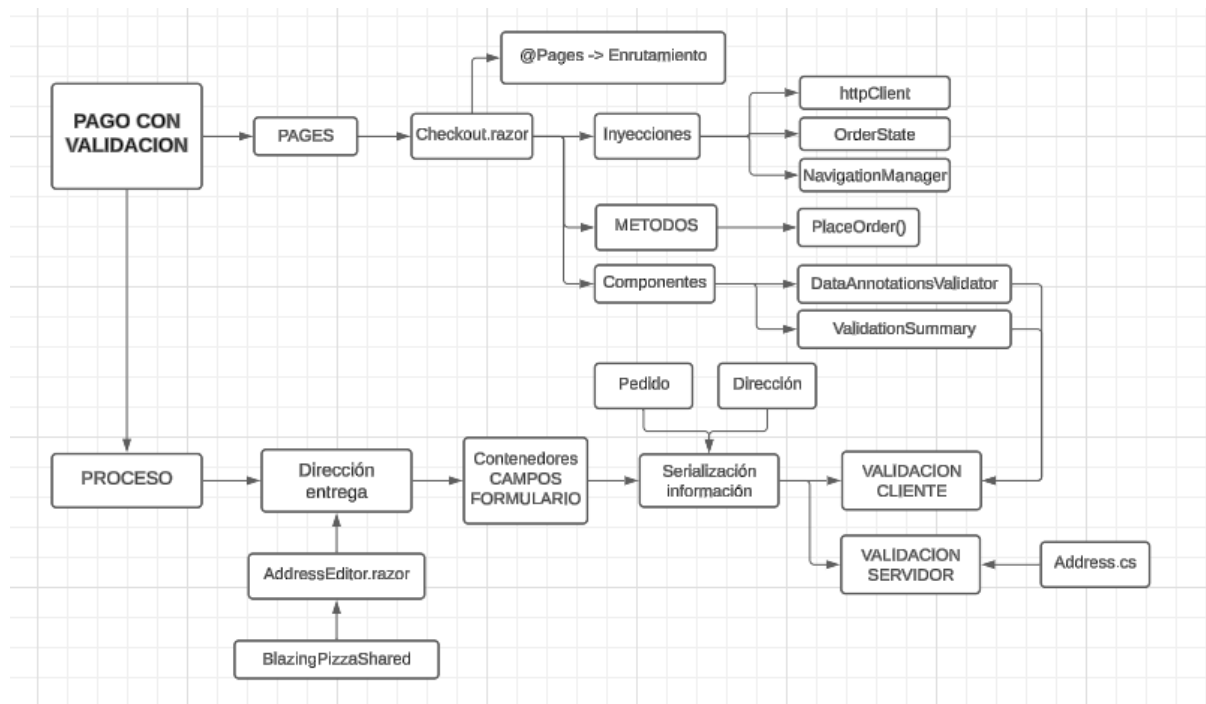 @Pages -> Enrutamiento
PAGO CON
VALIDACION
PAGES
Checkout.razor
Inyecciones
httpClient
OrderState
NavigationManager
METODOS
PlaceOrder()
Componentes
DataAnnotationsValidator
ValidationSummary
Pedido
Dirección
PROCESO
Dirección
entrega
Contenedores
CAMPOS
FORMULARIO
Serialización
información
VALIDACION
CLIENTE
VALIDACION
SERVIDOR
Address.cs
AddressEditor.razor
BlazingPizzaShared